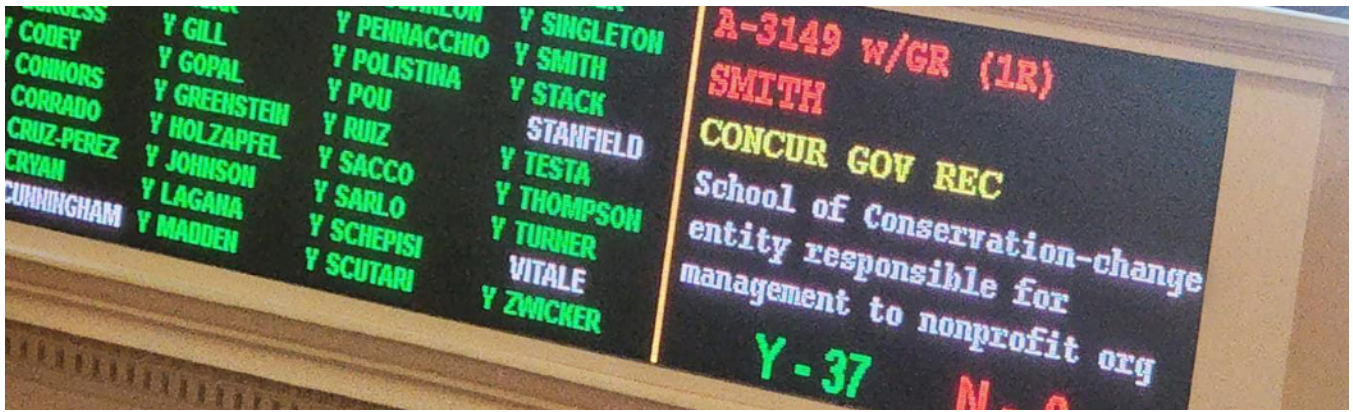 Y CODEY
CONNORS
CORRADO
CRUZ-PEREZ
CRYAN
CUNNINGHAM
Y GILL
Y GOPAL
Y GREENSTEIN
Y HOLZAPFEL
Y JOHNSON
Y LAGANA
Y MADDEN
Y PENNACCHIO
Y POLISTINA
Y POU
Y RUIZ
Y SACCO
Y SARLO
Y SCHEPISI
Y SCUTARI
Y SINGLETON
Y SMITH
Y STACK
STANFIELD
Y TESTA
Y THOMPSON
Y TURNER
VITALE
Y ZWICKER
A-3149 w/GR (1R)
SMITH
CONCUR GOV REC
School of Conservation-change
entity responsible for
management to nonprofit org
Y - 37
N -